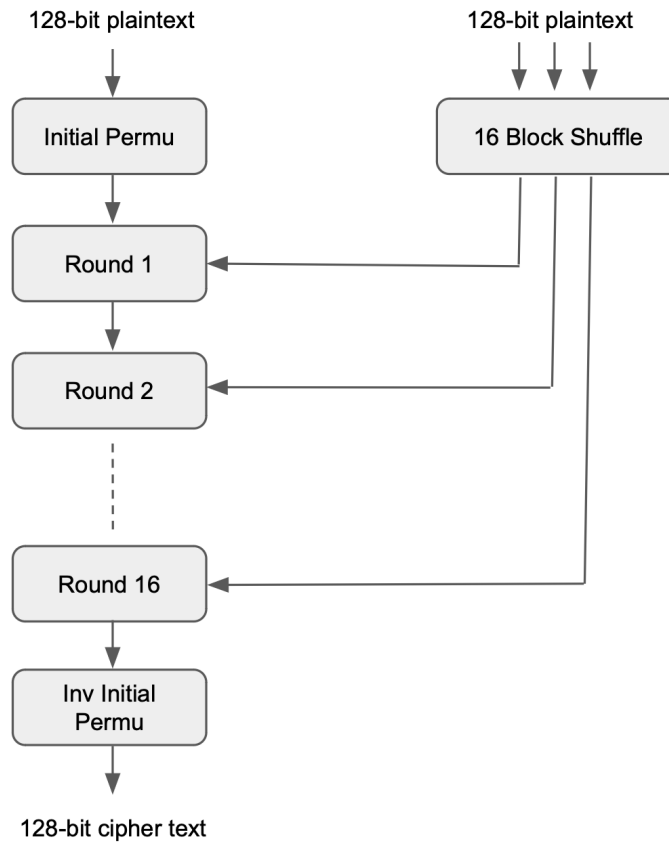 128-bit plaintext
128-bit plaintext
Initial Permu
16 Block Shuffle
Round 1
Round 2
Round 16
Inv Initial
Permu
128-bit cipher text